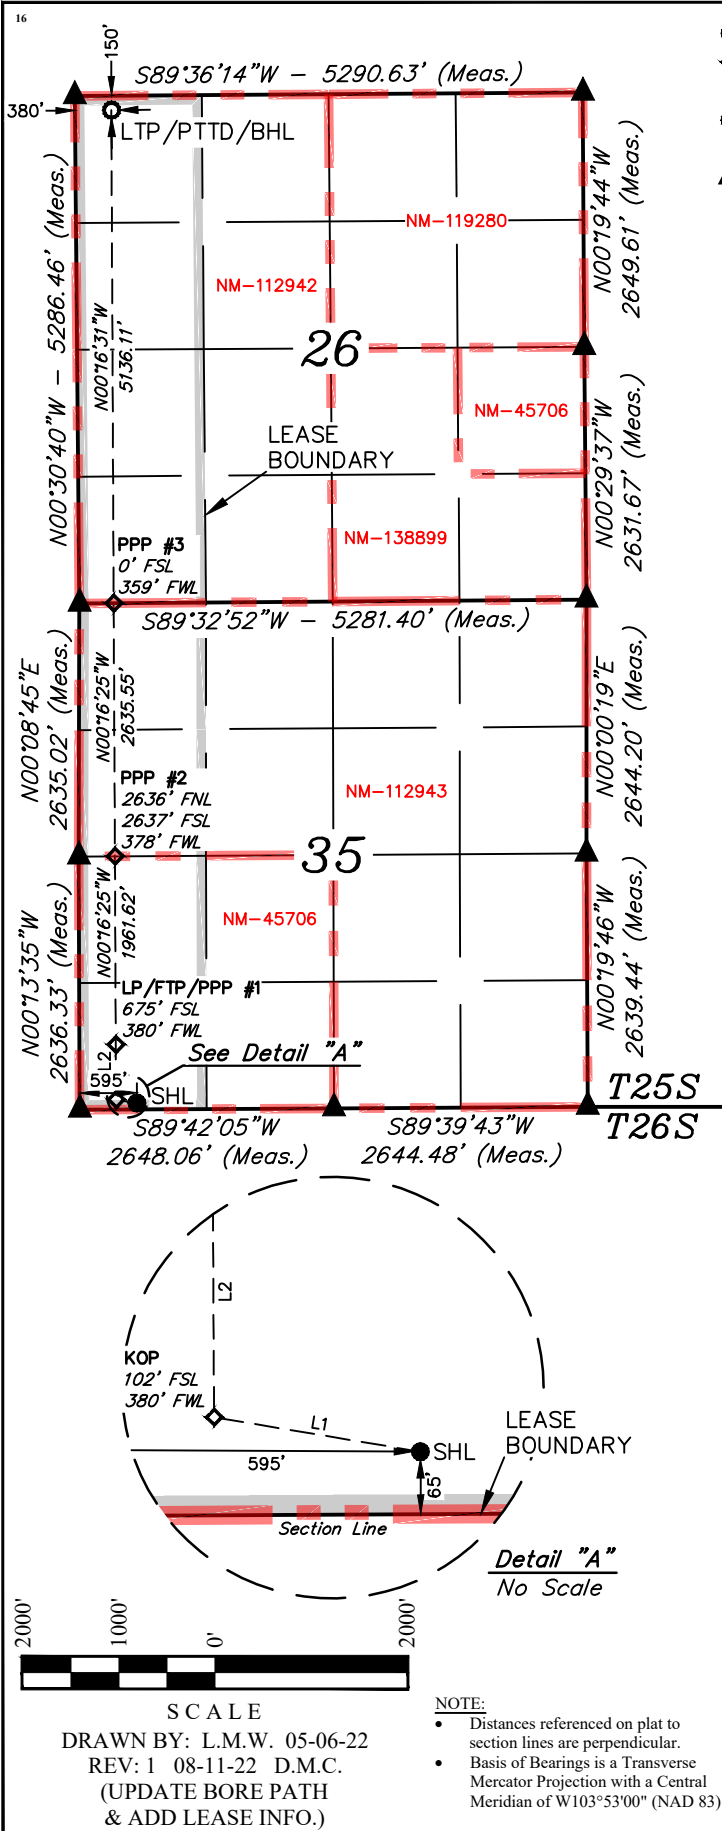 16
150'
S89°36'14"W - 5290.63' (Meas.)
380'
LTP/PTTD/BHL
N00°30'40"W - 5286.46' (Meas.)
N00°16'31"W
5136.11'
NM-119280
NM-112942
N00°19'44"W
2649.61' (Meas.)
26
NM-45706
LEASE
BOUNDARY
N00°29'37"W
2631.67' (Meas.)
NM-138899
PPP #3
0' FSL
359' FWL
S89°32'52"W - 5281.40' (Meas.)
N00°08'45"E
2635.02' (Meas.)
N00°16'25"W
2635.55'
N00°00'19"E
2644.20' (Meas.)
PPP #2
2636' FNL
2637' FSL
378' FWL
NM-112943
35
N00°13'35"W
2636.33' (Meas.)
N00°16'25"W
1961.62'
NM-45706
N00°19'46"W
2639.44' (Meas.)
LP/FTP/PPP #1
675' FSL
380' FWL
L2
See Detail "A"
595'
SHL
T25S
T26S
S89°42'05"W
2648.06' (Meas.)
S89°39'43"W
2644.48' (Meas.)
L2
KOP
102' FSL
380' FWL
L1
LEASE
BOUNDARY
595'
SHL
65'
Section Line
Detail "A"
No Scale
2000'
1000'
0'
2000'
SCALE
DRAWN BY: L.M.W. 05-06-22
REV: 1 08-11-22 D.M.C.
(UPDATE BORE PATH
& ADD LEASE INFO.)
NOTE:
• Distances referenced on plat to
section lines are perpendicular.
• Basis of Bearings is a Transverse
Mercator Projection with a Central
Meridian of W103°53'00" (NAD 83)